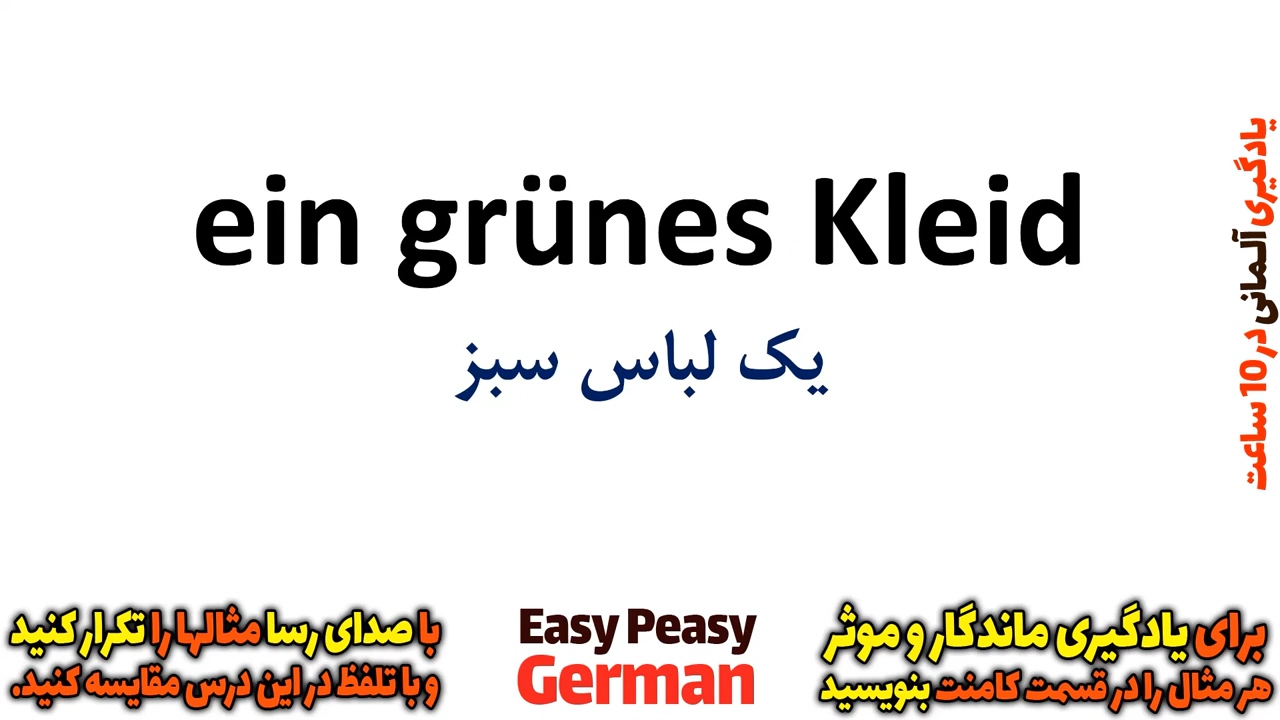 ein grünes Kleid
یک لباس سبز
یادگیری آلمانی در 10 ساعت
با صدای رسا مثالها را تکرار کنید
و با تلفظ در این درس مقایسه کنید.
Easy Peasy
German
برای یادگیری ماندگار و موثر
هر مثال را در قسمت کامنت بنویسید